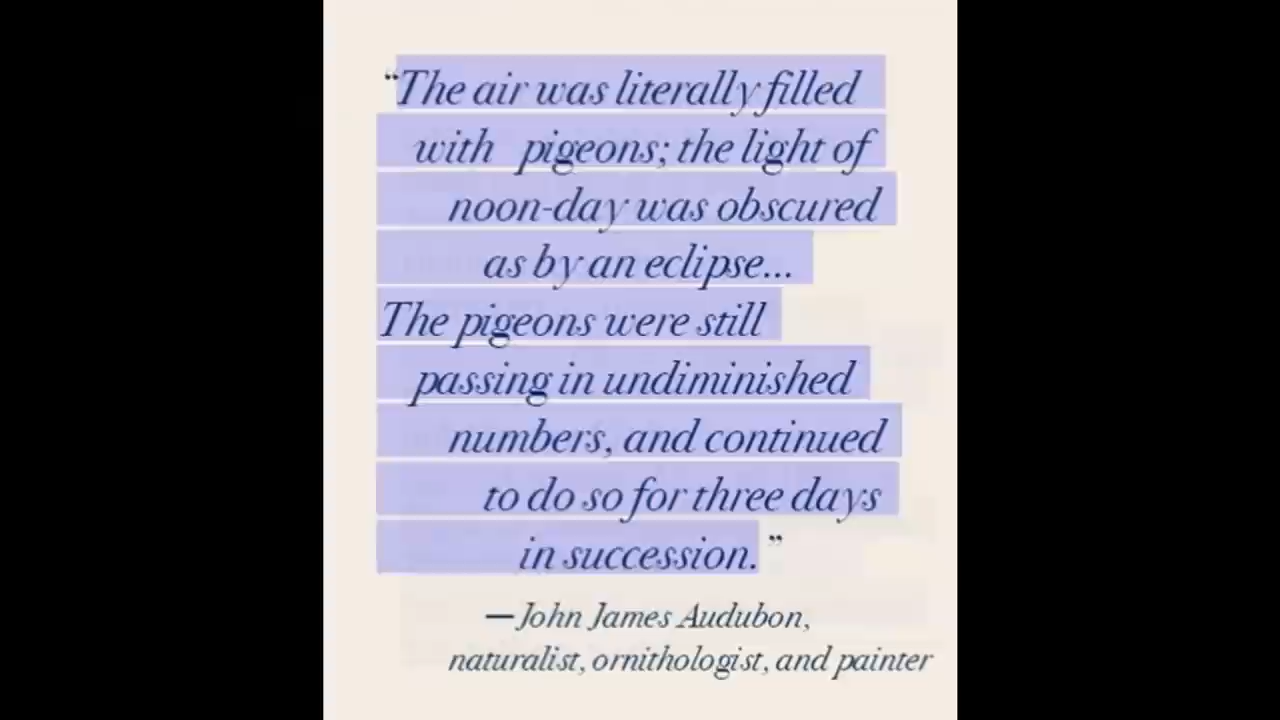 “The air was literally filled
with pigeons; the light of
noon-day was obscured
as by an eclipse...
The pigeons were still
passing in undiminished
numbers, and continued
to do so for three days
in succession.”
— John James Audubon,
naturalist, ornithologist, and painter